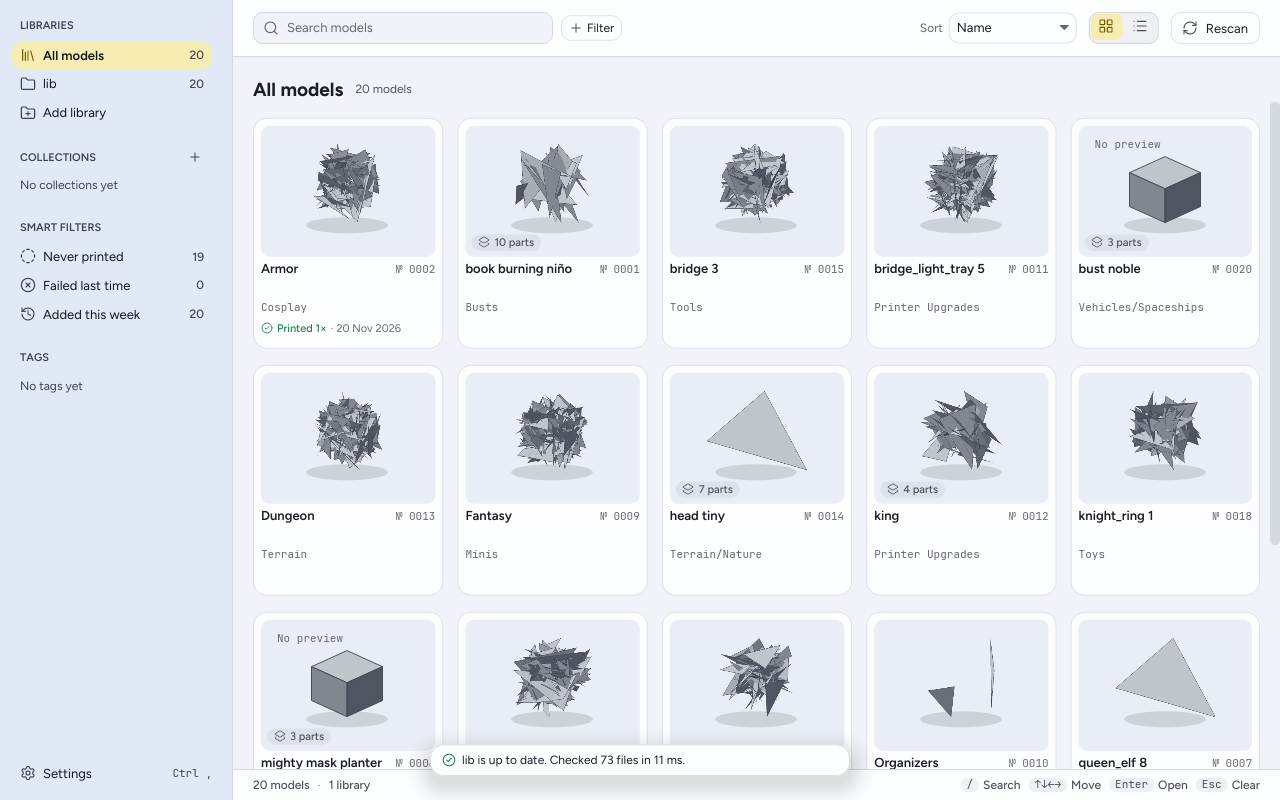 LIBRARIES
All models 20
lib 20
Add library
COLLECTIONS
No collections yet
SMART FILTERS
Never printed 19
Failed last time 0
Added this week 20
TAGS
No tags yet
Settings Ctrl ,
Search models
Filter
Sort Name
Rescan
All models 20 models
Armor № 0002
Cosplay
Printed 1× · 20 Nov 2026
10 parts
book burning niño № 0001
Busts
bridge 3 № 0015
Tools
bridge_light_tray 5 № 0011
Printer Upgrades
No preview
3 parts
bust noble № 0020
Vehicles/Spaceships
Dungeon № 0013
Terrain
Fantasy № 0009
Minis
7 parts
head tiny № 0014
Terrain/Nature
4 parts
king № 0012
Printer Upgrades
knight_ring 1 № 0018
Toys
No preview
3 parts
mighty mask planter № 000
Organizers № 0010
queen_elf 8 № 0007
lib is up to date. Checked 73 files in 11 ms.
20 models · 1 library
/ Search ↑↓↔ Move Enter Open Esc Clear